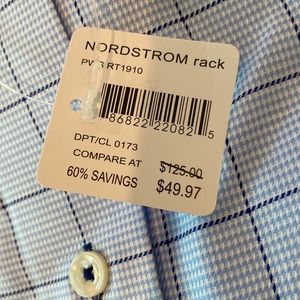 NORDSTROM rack
RT1910
86822 22082 5
DPT/CL 0173
COMPARE AT $125.00
60% SAVINGS $49.97